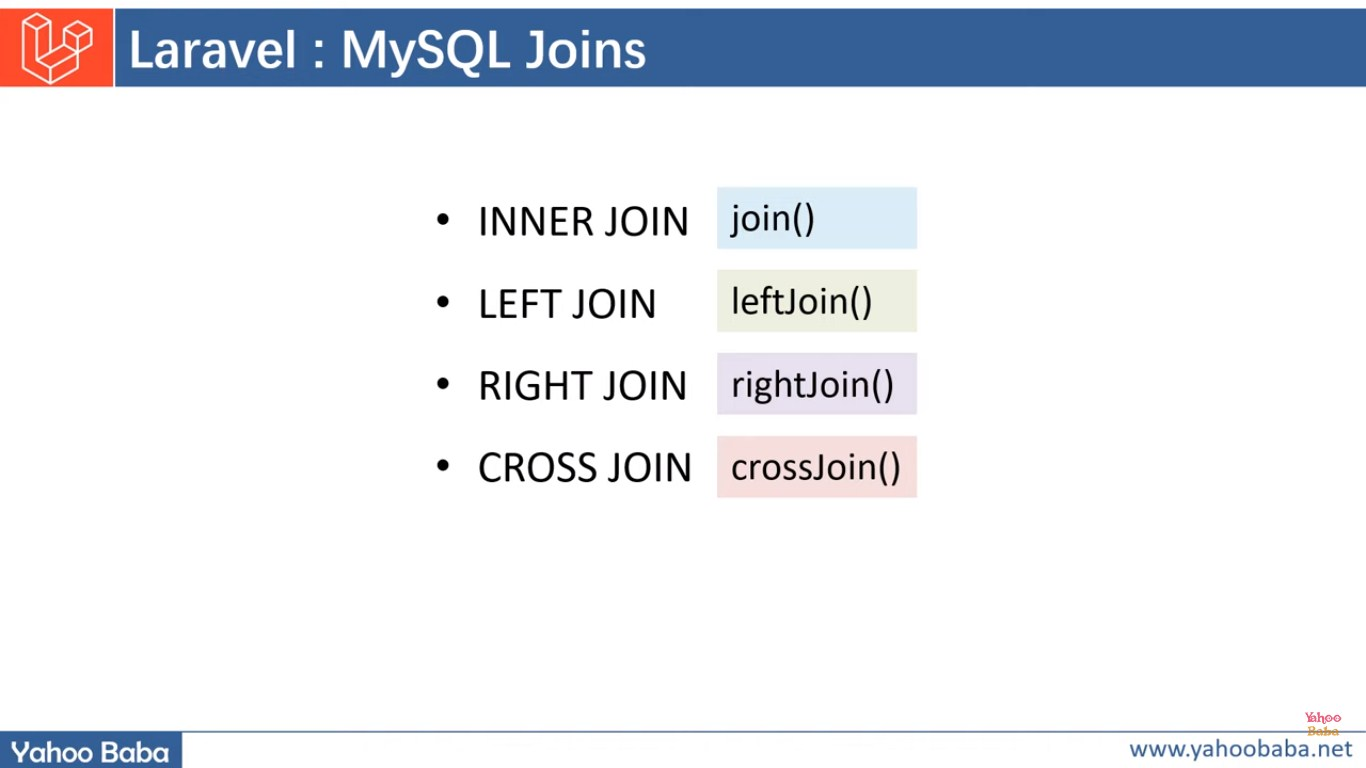 Laravel : MySQL Joins
• INNER JOIN join()
• LEFT JOIN leftJoin()
• RIGHT JOIN rightJoin()
• CROSS JOIN crossJoin()
Yahoo
Baba
Yahoo Baba
www.yahoobaba.net